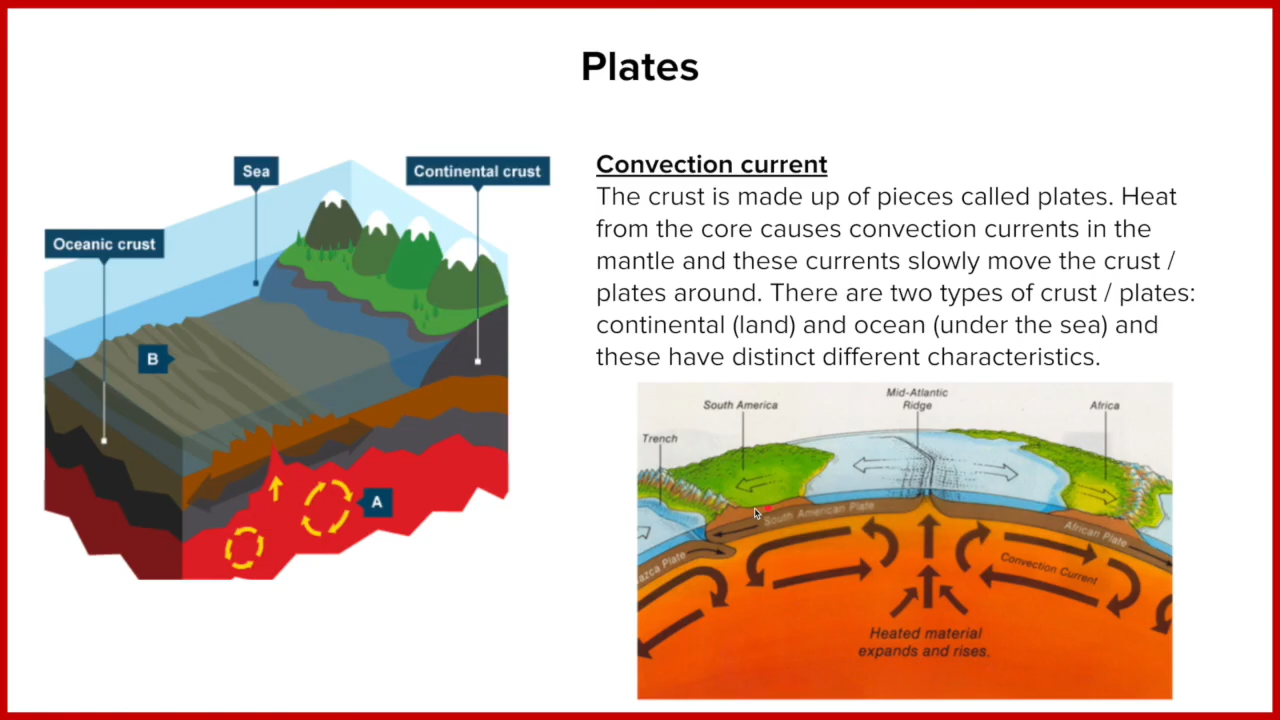 Plates
Sea
Continental crust
Oceanic crust
B
A
Convection current
The crust is made up of pieces called plates. Heat
from the core causes convection currents in the
mantle and these currents slowly move the crust /
plates around. There are two types of crust / plates:
continental (land) and ocean (under the sea) and
these have distinct different characteristics.
Mid-Atlantic
Ridge
South America
Africa
Trench
South American Plate
African Plate
azca Plate
Convection Current
Heated material
expands and rises.